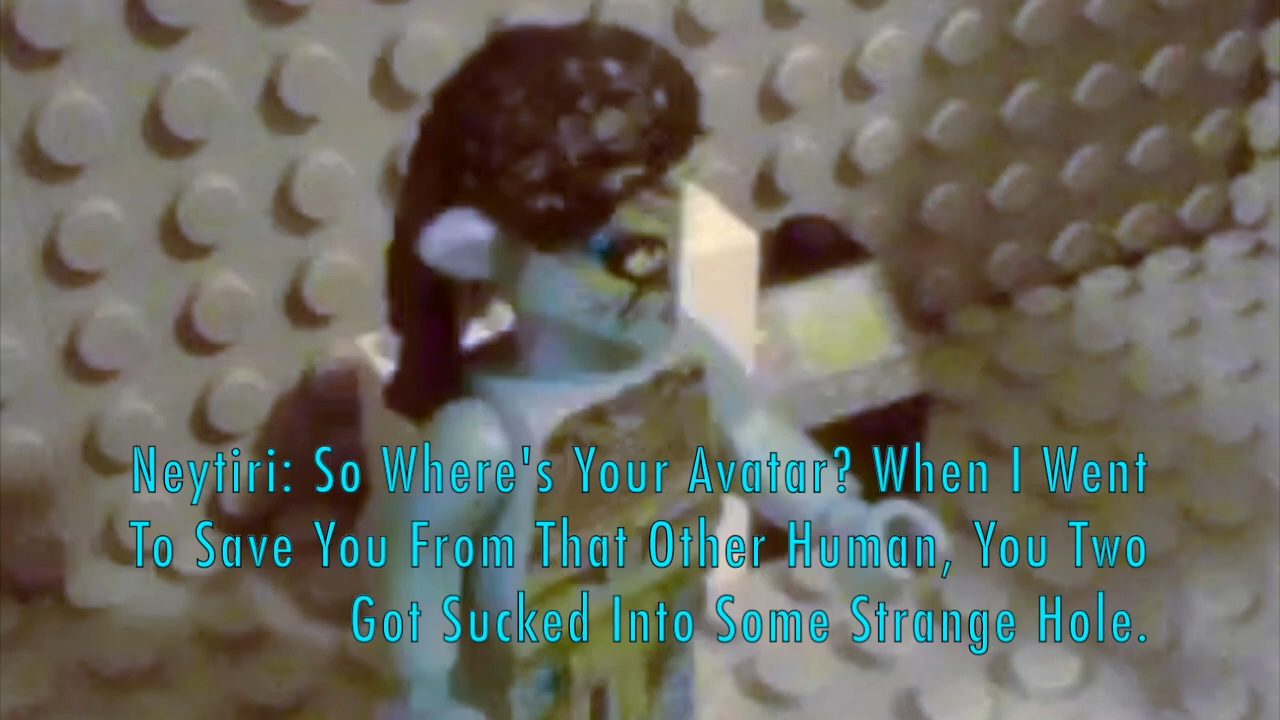 Neytiri: So Where's Your Avatar? When I Went
To Save You From That Other Human, You Two
Got Sucked Into Some Strange Hole.